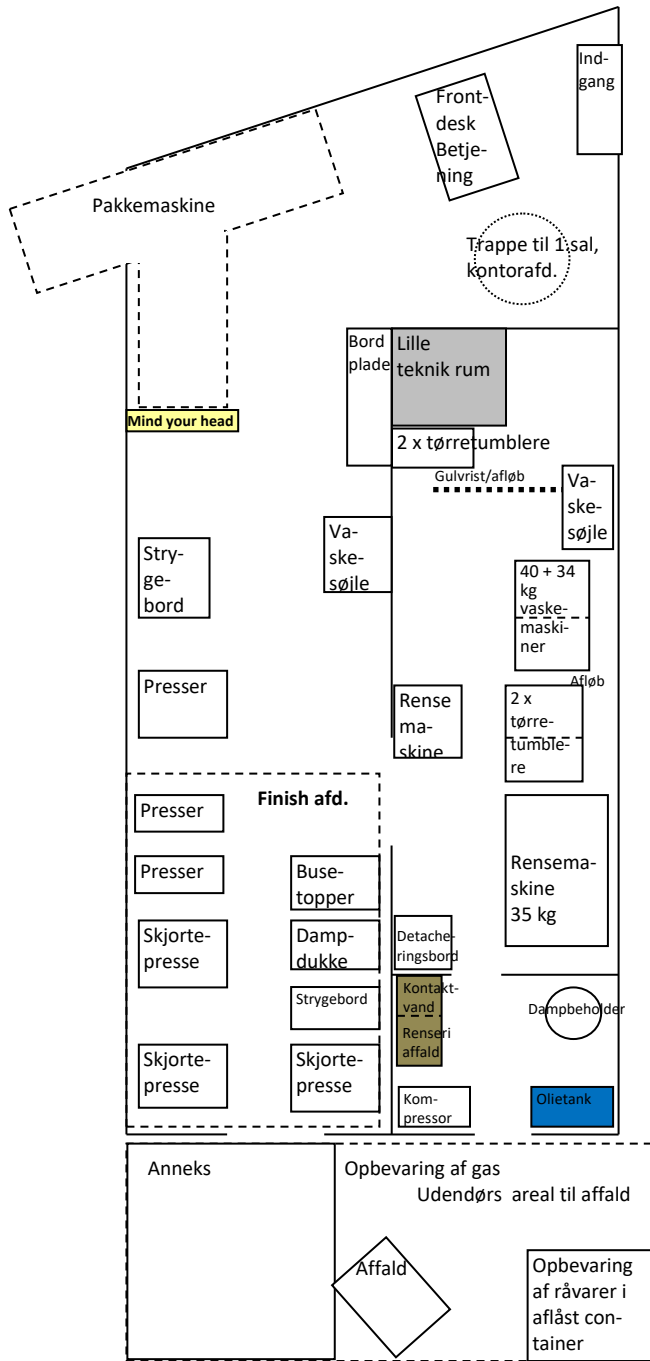 Ind-
gang
Front-
desk
Betje-
ning
Pakkemaskine
Trappe til 1.sal,
kontorafd.
Bord
plade
Lille
teknik rum
Mind your head
2 x tørretumblere
Gulvrist/afløb
Va-
ske-
søjle
Va-
ske-
søjle
Stry-
ge-
bord
40 + 34
kg
vaske-
maski-
ner
Afløb
Presser
Rense
ma-
skine
2 x
tørre-
tumble-
re
Finish afd.
Presser
Presser
Buse-
topper
Rensema-
skine
35 kg
Skjorte-
presse
Damp-
dukke
Detache-
ringsbord
Strygebord
Kontakt-
vand
Renseri
affald
Dampbeholder
Skjorte-
presse
Skjorte-
presse
Kom-
pressor
Olietank
Anneks
Opbevaring af gas
Udendørs areal til affald
Affald
Opbevaring
af råvarer i
aflåst con-
tainer